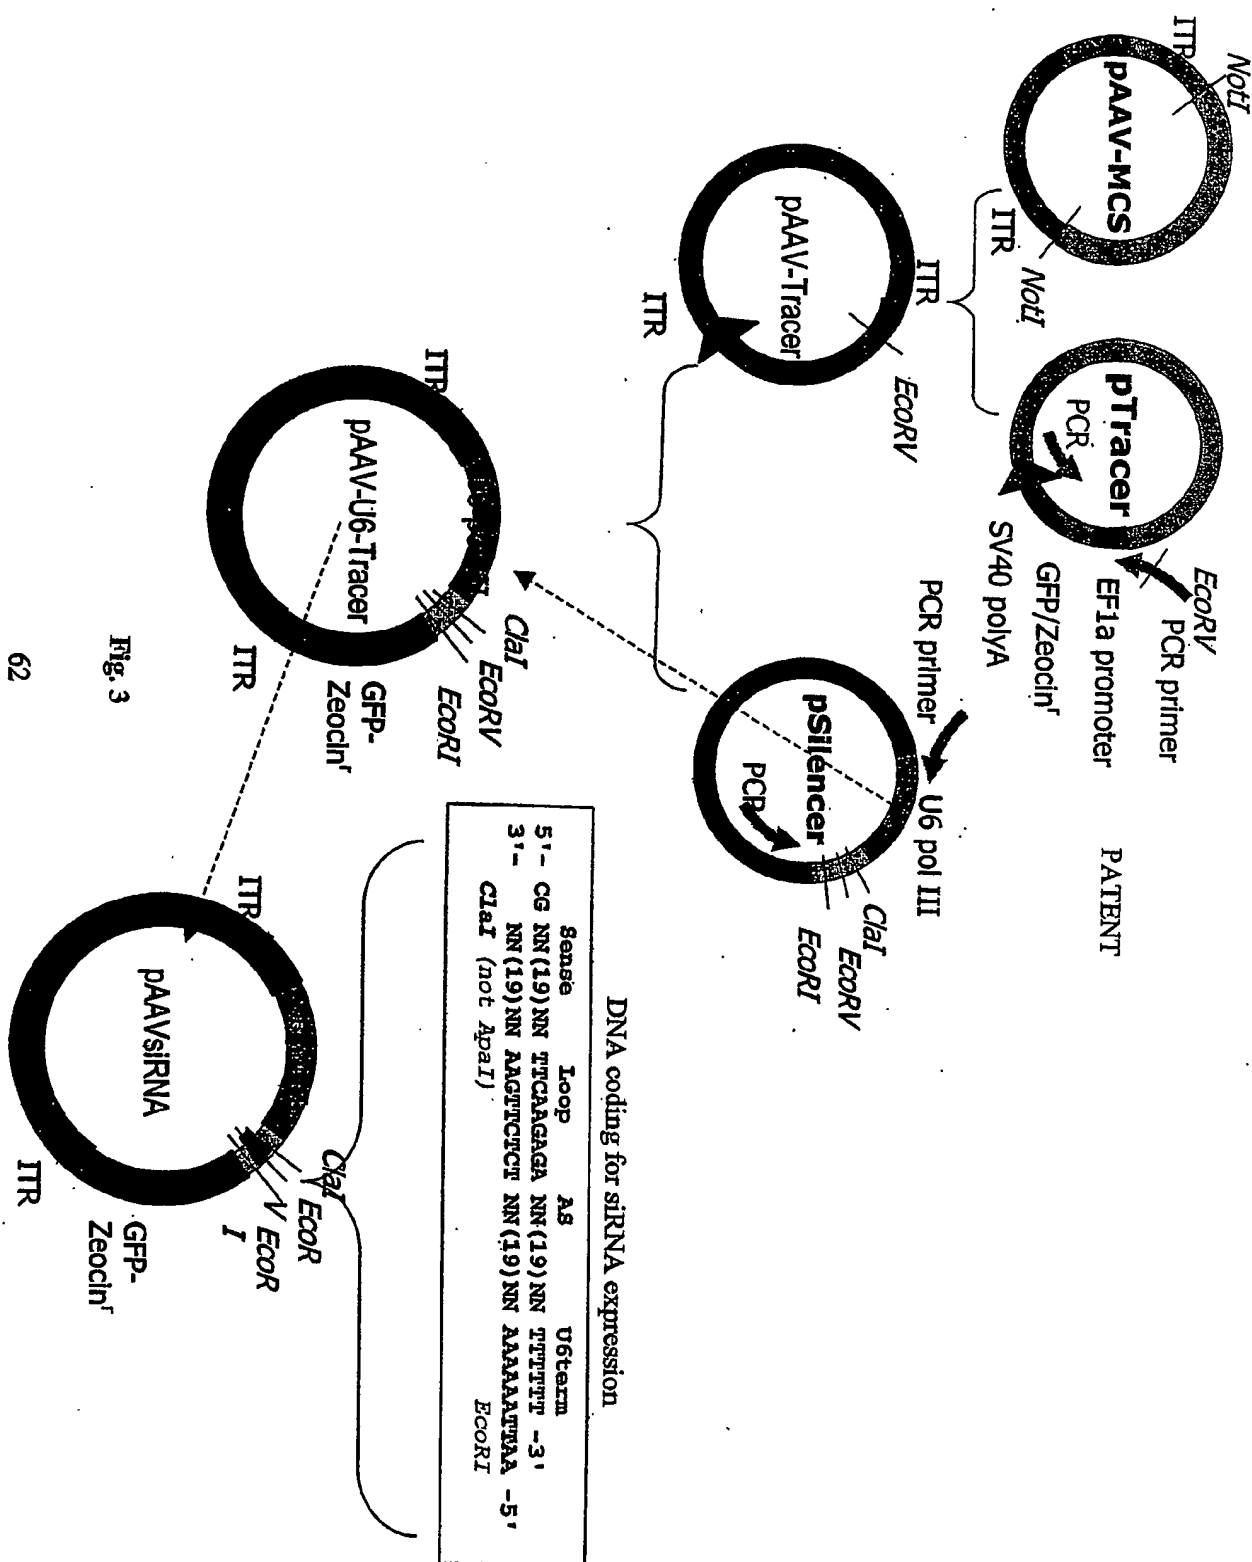 PATENT
NotI
ITR
pAAV-MCS
ITR
NotI
EcoRV
PCR primer
pTracer
PCR
EF1a promoter
GFP/Zeocinʳ
SV40 polyA
ITR
pAAV-Tracer
EcoRV
ITR
PCR primer
U6 pol III
pSilencer
PCR
ClaI
EcoRV
EcoRI
ITR
pAAV-U6-Tracer
ClaI
EcoRV
EcoRI
GFP-
Zeocinʳ
ITR
DNA coding for siRNA expression
Sense Loop AS U6term
5'- CG NN(19)NN TTCAAGAGA NN(19)NN TTTTTT -3'
3'- NN(19)NN AAGTTCTCT NN(19)NN AAAAAATTAA -5'
ClaI (not ApaI) EcoRI
ITR
pAAVsiRNA
ClaI
EcoR
V EcoR
I
GFP-
Zeocinʳ
ITR
Fig. 3
62